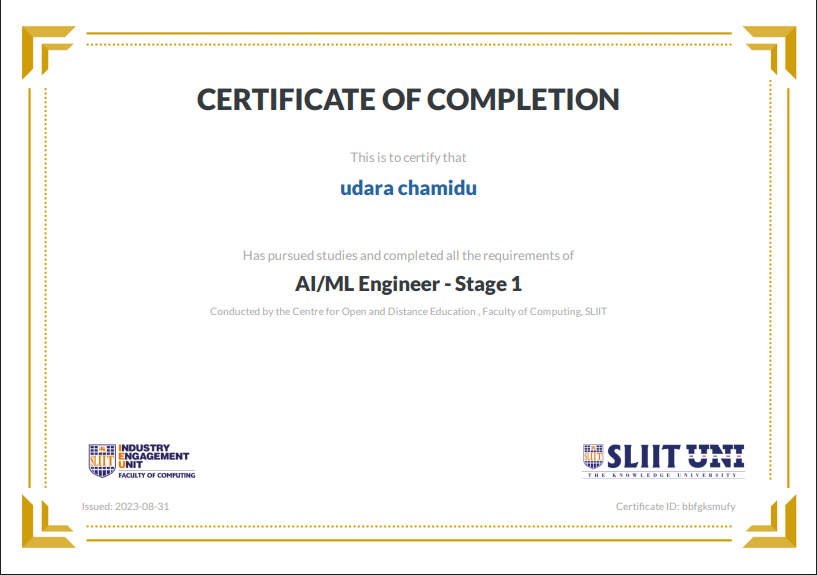 CERTIFICATE OF COMPLETION
This is to certify that
udara chamidu
Has pursued studies and completed all the requirements of
AI/ML Engineer - Stage 1
Conducted by the Centre for Open and Distance Education , Faculty of Computing, SLIIT
SLIIT
INDUSTRY
ENGAGEMENT
UNIT
FACULTY OF COMPUTING
SLIIT
SLIIT UNI
THE KNOWLEDGE UNIVERSITY
Issued: 2023-08-31
Certificate ID: bbfgksmufy